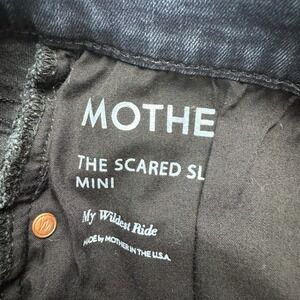 MOTHE
THE SCARED SL
MINI
My Wildest Ride
MADE by MOTHER IN THE U.S.A.